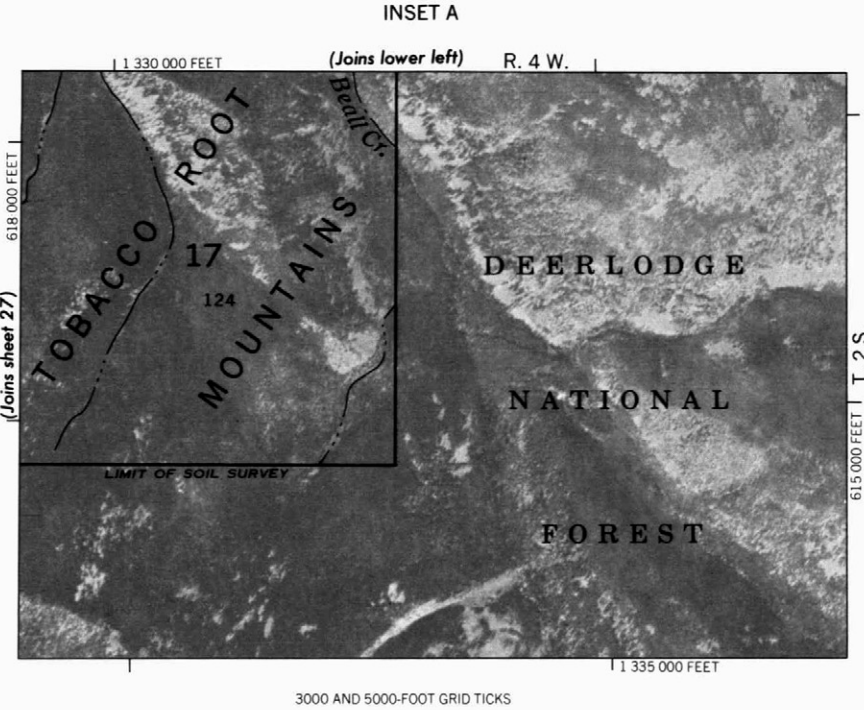 INSET A
1 330 000 FEET
(Joins lower left)
R. 4 W.
Beall Cr.
618 000 FEET
TOBACCO ROOT MOUNTAINS
17
124
DEERLODGE
NATIONAL
FOREST
(Joins sheet 27)
T. 2 S.
615 000 FEET
LIMIT OF SOIL SURVEY
1 335 000 FEET
3000 AND 5000-FOOT GRID TICKS